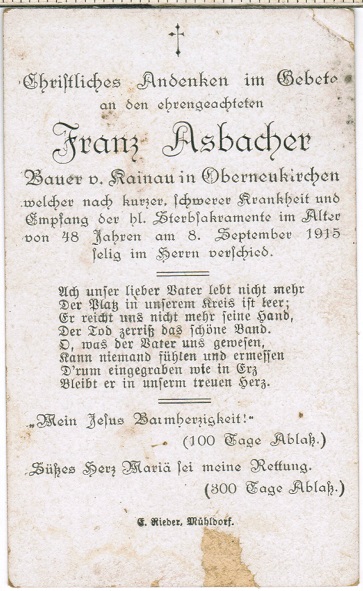 Christliches Andenken im Gebete
an den ehrengeachteten
Franz Asbacher
Bauer v. Kainau in Oberneukirchen
welcher nach kurzer, schwerer Krankheit und
Empfang der hl. Sterbsakramente im Alter
von 48 Jahren am 8. September 1915
selig im Herrn verschied.
Ach unser lieber Vater lebt nicht mehr
Der Platz in unserem Kreis ist leer;
Er reicht uns nicht mehr seine Hand,
Der Tod zerriß das schöne Band.
O, was der Vater uns gewesen,
Kann niemand fühlen und ermessen
D'rum eingegraben wie in Erz
Bleibt er in unserm treuen Herz.
„Mein Jesus Barmherzigkeit!"
(100 Tage Ablaß.)
Süßes Herz Mariä sei meine Rettung.
(300 Tage Ablaß.)
E. Rieder, Mühldorf.